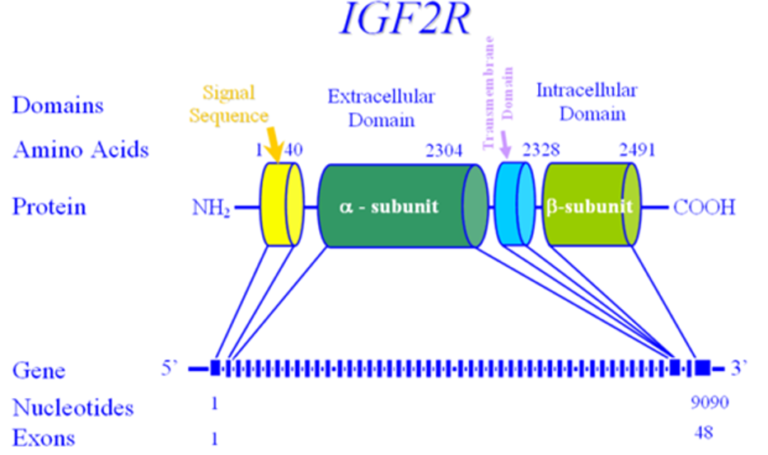 IGF2R
Domains
Signal
Sequence
Extracellular
Domain
Transmembrane
Domain
Intracellular
Domain
Amino Acids
1 40 2304 2328 2491
Protein
NH₂
α - subunit
β-subunit
COOH
Gene 5’ 3’
Nucleotides 1 9090
Exons 1 48